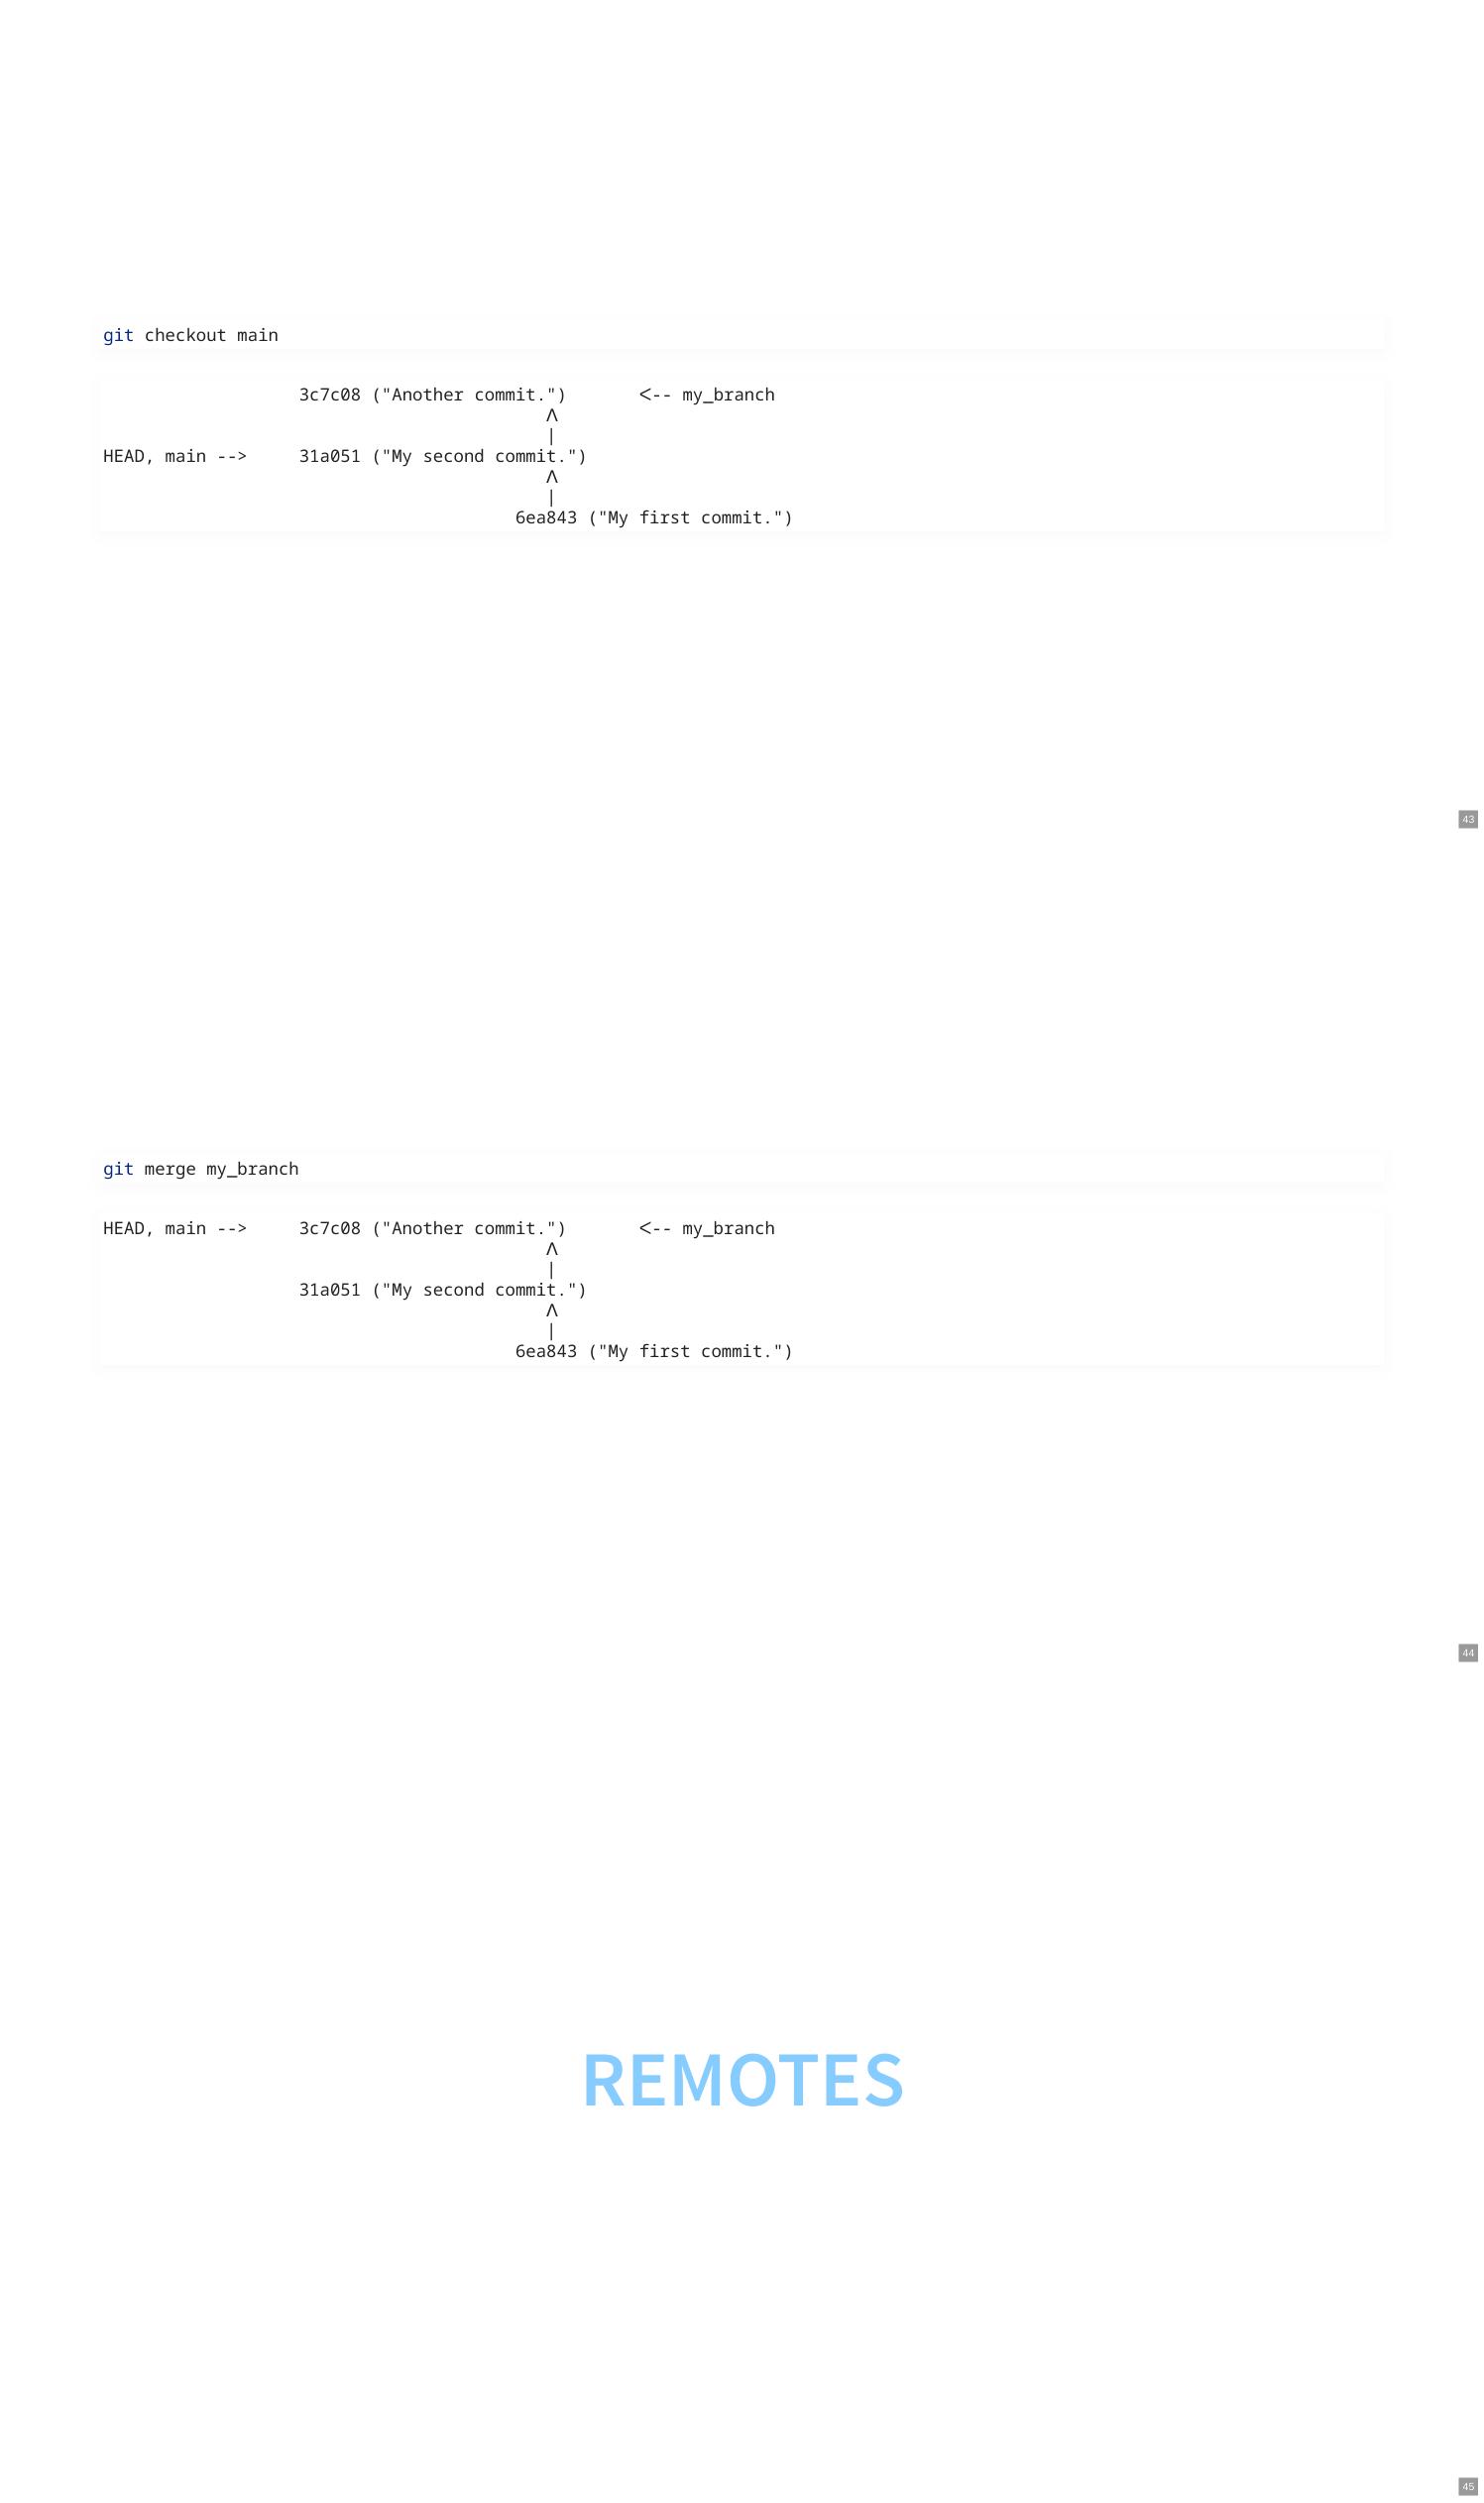 git checkout main
3c7c08 ("Another commit.")       <-- my_branch
^
|
HEAD, main -->     31a051 ("My second commit.")
^
|
6ea843 ("My first commit.")
43
git merge my_branch
HEAD, main -->     3c7c08 ("Another commit.")       <-- my_branch
^
|
31a051 ("My second commit.")
^
|
6ea843 ("My first commit.")
44
REMOTES
45